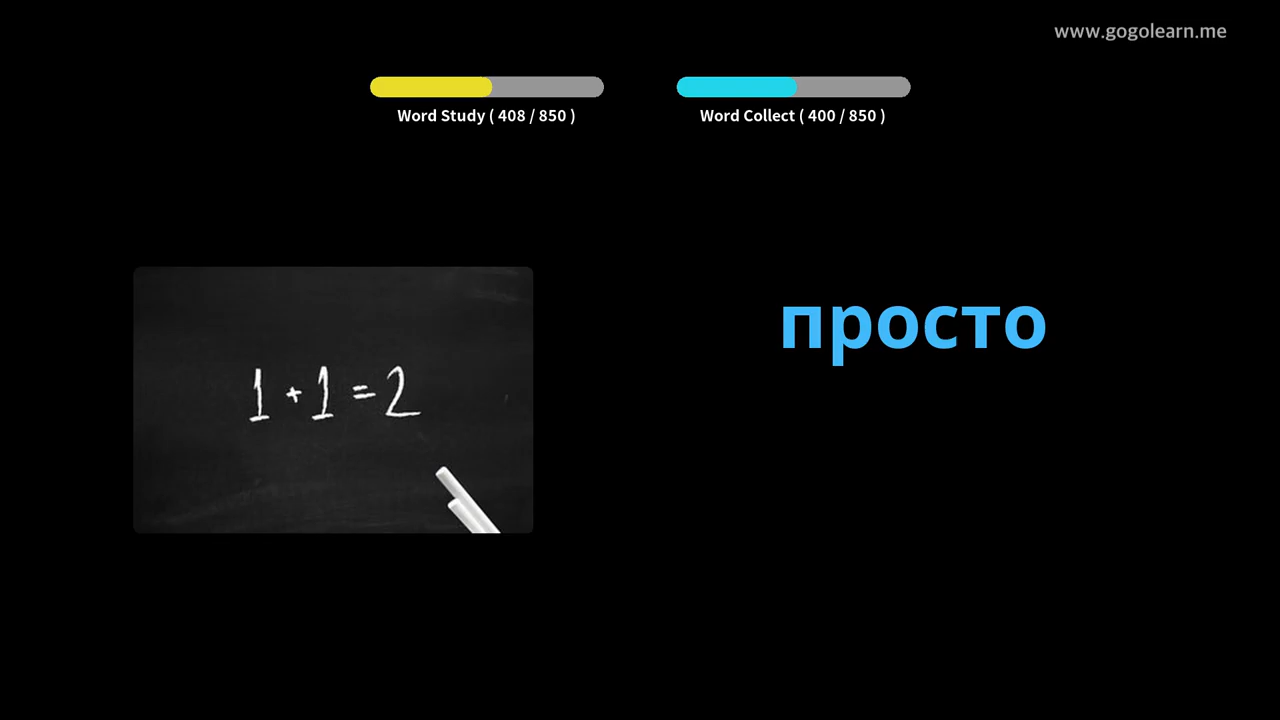 www.gogolearn.me
Word Study ( 408 / 850 )
Word Collect ( 400 / 850 )
1 + 1 = 2
просто